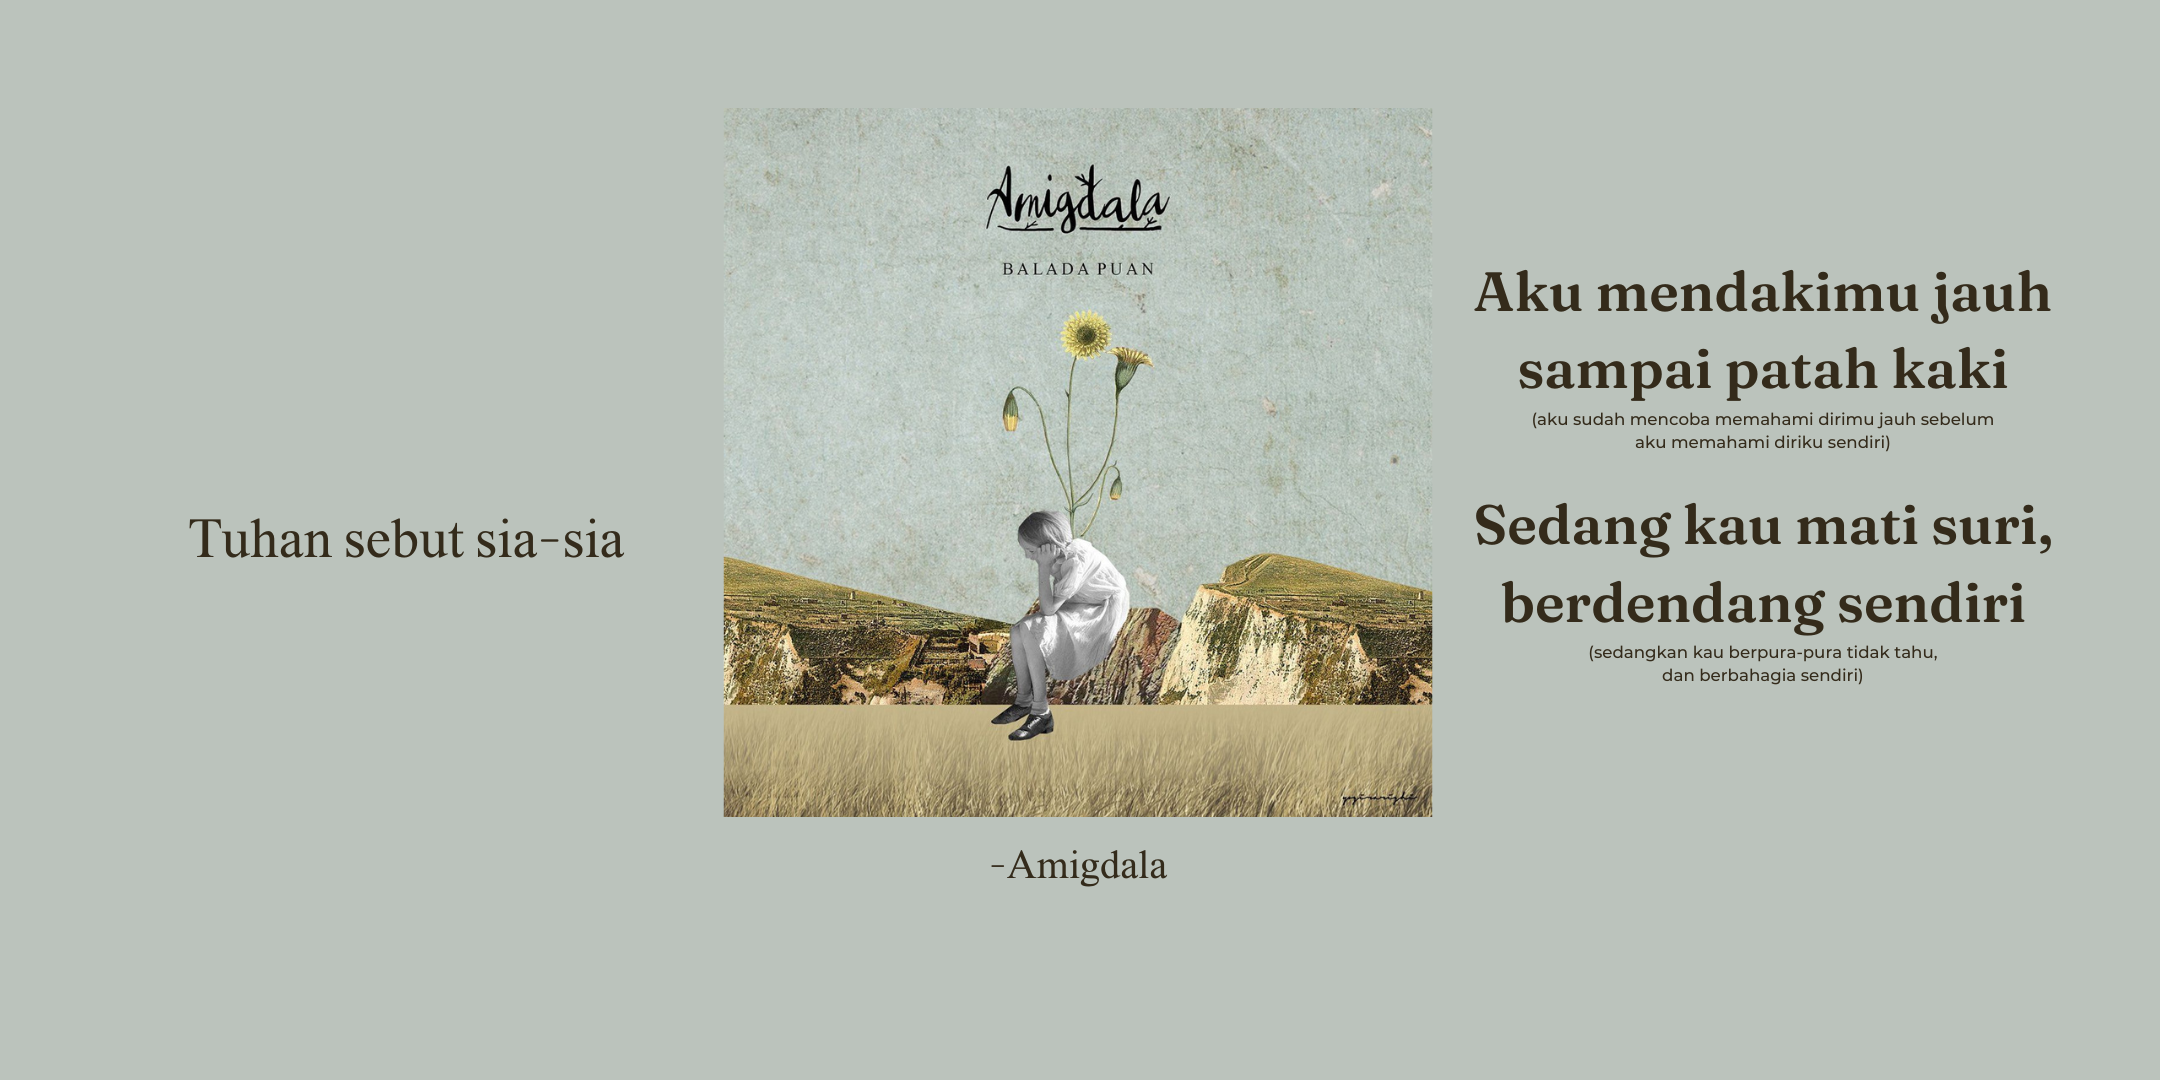 Tuhan sebut sia-sia
Amigdala
BALADA PUAN
-Amigdala
Aku mendakimu jauh
sampai patah kaki
(aku sudah mencoba memahami dirimu jauh sebelum
aku memahami diriku sendiri)
Sedang kau mati suri,
berdendang sendiri
(sedangkan kau berpura-pura tidak tahu,
dan berbahagia sendiri)